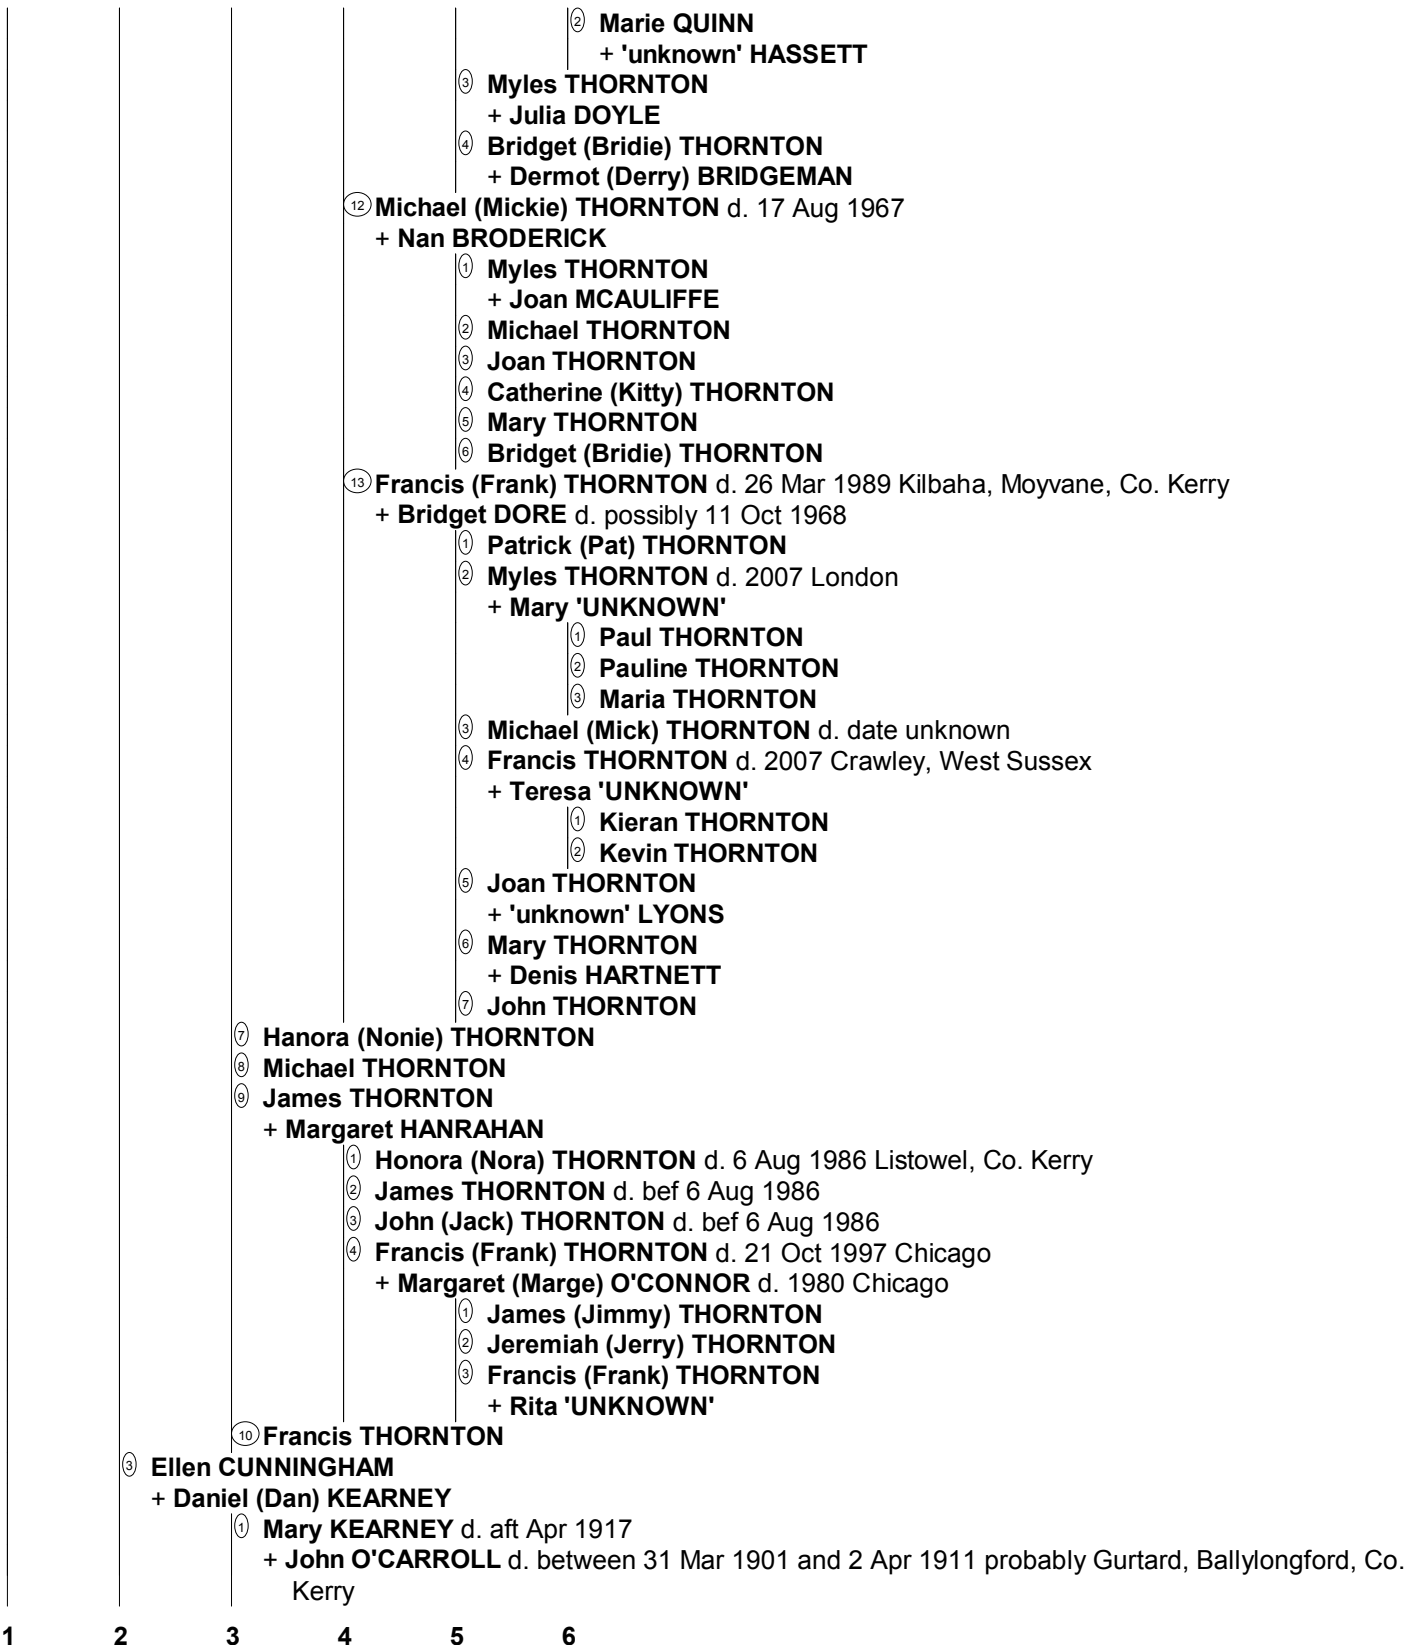 2 Marie QUINN
+ 'unknown' HASSETT
3 Myles THORNTON
+ Julia DOYLE
4 Bridget (Bridie) THORNTON
+ Dermot (Derry) BRIDGEMAN
12 Michael (Mickie) THORNTON d. 17 Aug 1967
+ Nan BRODERICK
1 Myles THORNTON
+ Joan MCAULIFFE
2 Michael THORNTON
3 Joan THORNTON
4 Catherine (Kitty) THORNTON
5 Mary THORNTON
6 Bridget (Bridie) THORNTON
13 Francis (Frank) THORNTON d. 26 Mar 1989 Kilbaha, Moyvane, Co. Kerry
+ Bridget DORE d. possibly 11 Oct 1968
1 Patrick (Pat) THORNTON
2 Myles THORNTON d. 2007 London
+ Mary 'UNKNOWN'
1 Paul THORNTON
2 Pauline THORNTON
3 Maria THORNTON
3 Michael (Mick) THORNTON d. date unknown
4 Francis THORNTON d. 2007 Crawley, West Sussex
+ Teresa 'UNKNOWN'
1 Kieran THORNTON
2 Kevin THORNTON
5 Joan THORNTON
+ 'unknown' LYONS
6 Mary THORNTON
+ Denis HARTNETT
7 John THORNTON
7 Hanora (Nonie) THORNTON
8 Michael THORNTON
9 James THORNTON
+ Margaret HANRAHAN
1 Honora (Nora) THORNTON d. 6 Aug 1986 Listowel, Co. Kerry
2 James THORNTON d. bef 6 Aug 1986
3 John (Jack) THORNTON d. bef 6 Aug 1986
4 Francis (Frank) THORNTON d. 21 Oct 1997 Chicago
+ Margaret (Marge) O'CONNOR d. 1980 Chicago
1 James (Jimmy) THORNTON
2 Jeremiah (Jerry) THORNTON
3 Francis (Frank) THORNTON
+ Rita 'UNKNOWN'
10 Francis THORNTON
3 Ellen CUNNINGHAM
+ Daniel (Dan) KEARNEY
1 Mary KEARNEY d. aft Apr 1917
+ John O'CARROLL d. between 31 Mar 1901 and 2 Apr 1911 probably Gurtard, Ballylongford, Co.
Kerry
1 2 3 4 5 6